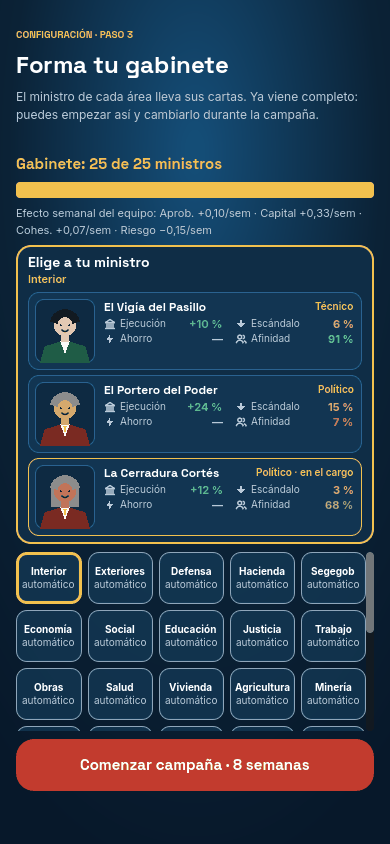 CONFIGURACIÓN · PASO 3
Forma tu gabinete
El ministro de cada área lleva sus cartas. Ya viene completo:
puedes empezar así y cambiarlo durante la campaña.
Gabinete: 25 de 25 ministros
Efecto semanal del equipo: Aprob. +0,10/sem · Capital +0,33/sem ·
Cohes. +0,07/sem · Riesgo −0,15/sem
Elige a tu ministro
Interior
El Vigía del Pasillo Técnico
Ejecución +10 % Escándalo 6 %
Ahorro — Afinidad 91 %
El Portero del Poder Político
Ejecución +24 % Escándalo 15 %
Ahorro — Afinidad 7 %
La Cerradura Cortés Político · en el cargo
Ejecución +12 % Escándalo 3 %
Ahorro — Afinidad 68 %
Interior Exteriores Defensa Hacienda Segegob
automático automático automático automático automático
Economía Social Educación Justicia Trabajo
automático automático automático automático automático
Obras Salud Vivienda Agricultura Minería
automático automático automático automático automático
Comenzar campaña · 8 semanas